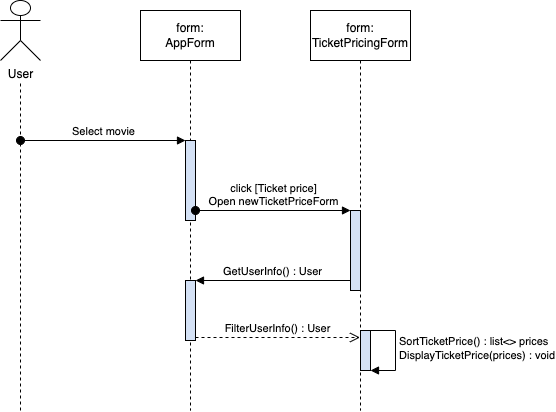 form:
AppForm
form:
TicketPricingForm
User
Select movie
click [Ticket price]
Open newTicketPriceForm
GetUserInfo() : User
FilterUserInfo() : User
SortTicketPrice() : list<> prices
DisplayTicketPrice(prices) : void